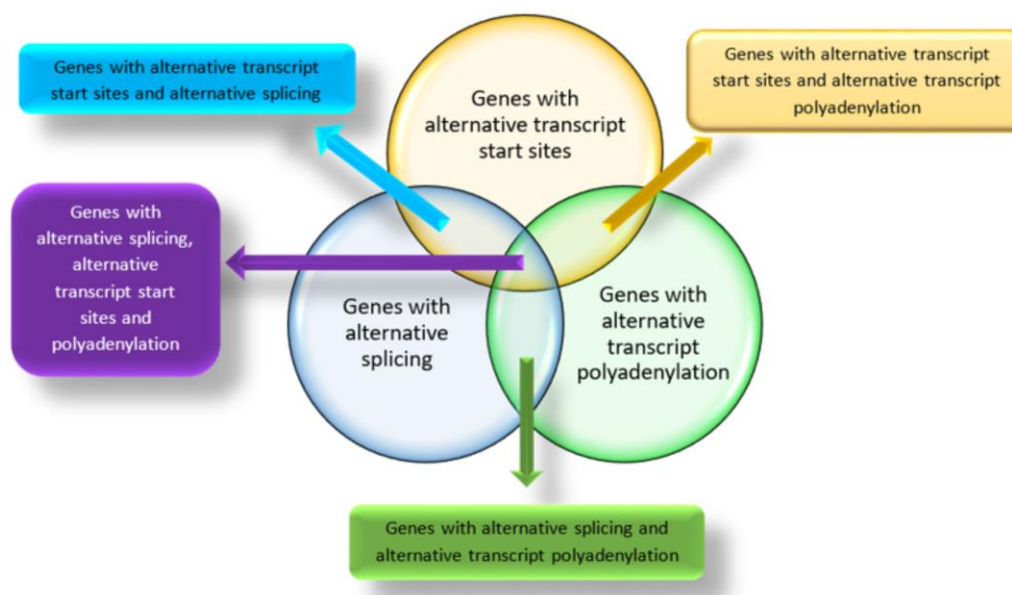 Genes with alternative transcript
start sites and alternative splicing
Genes with
alternative transcript
start sites
Genes with alternative transcript
start sites and alternative transcript
polyadenylation
Genes with
alternative splicing,
alternative
transcript start
sites and
polyadenylation
Genes with
alternative
splicing
Genes with
alternative
transcript
polyadenylation
Genes with alternative splicing and
alternative transcript polyadenylation